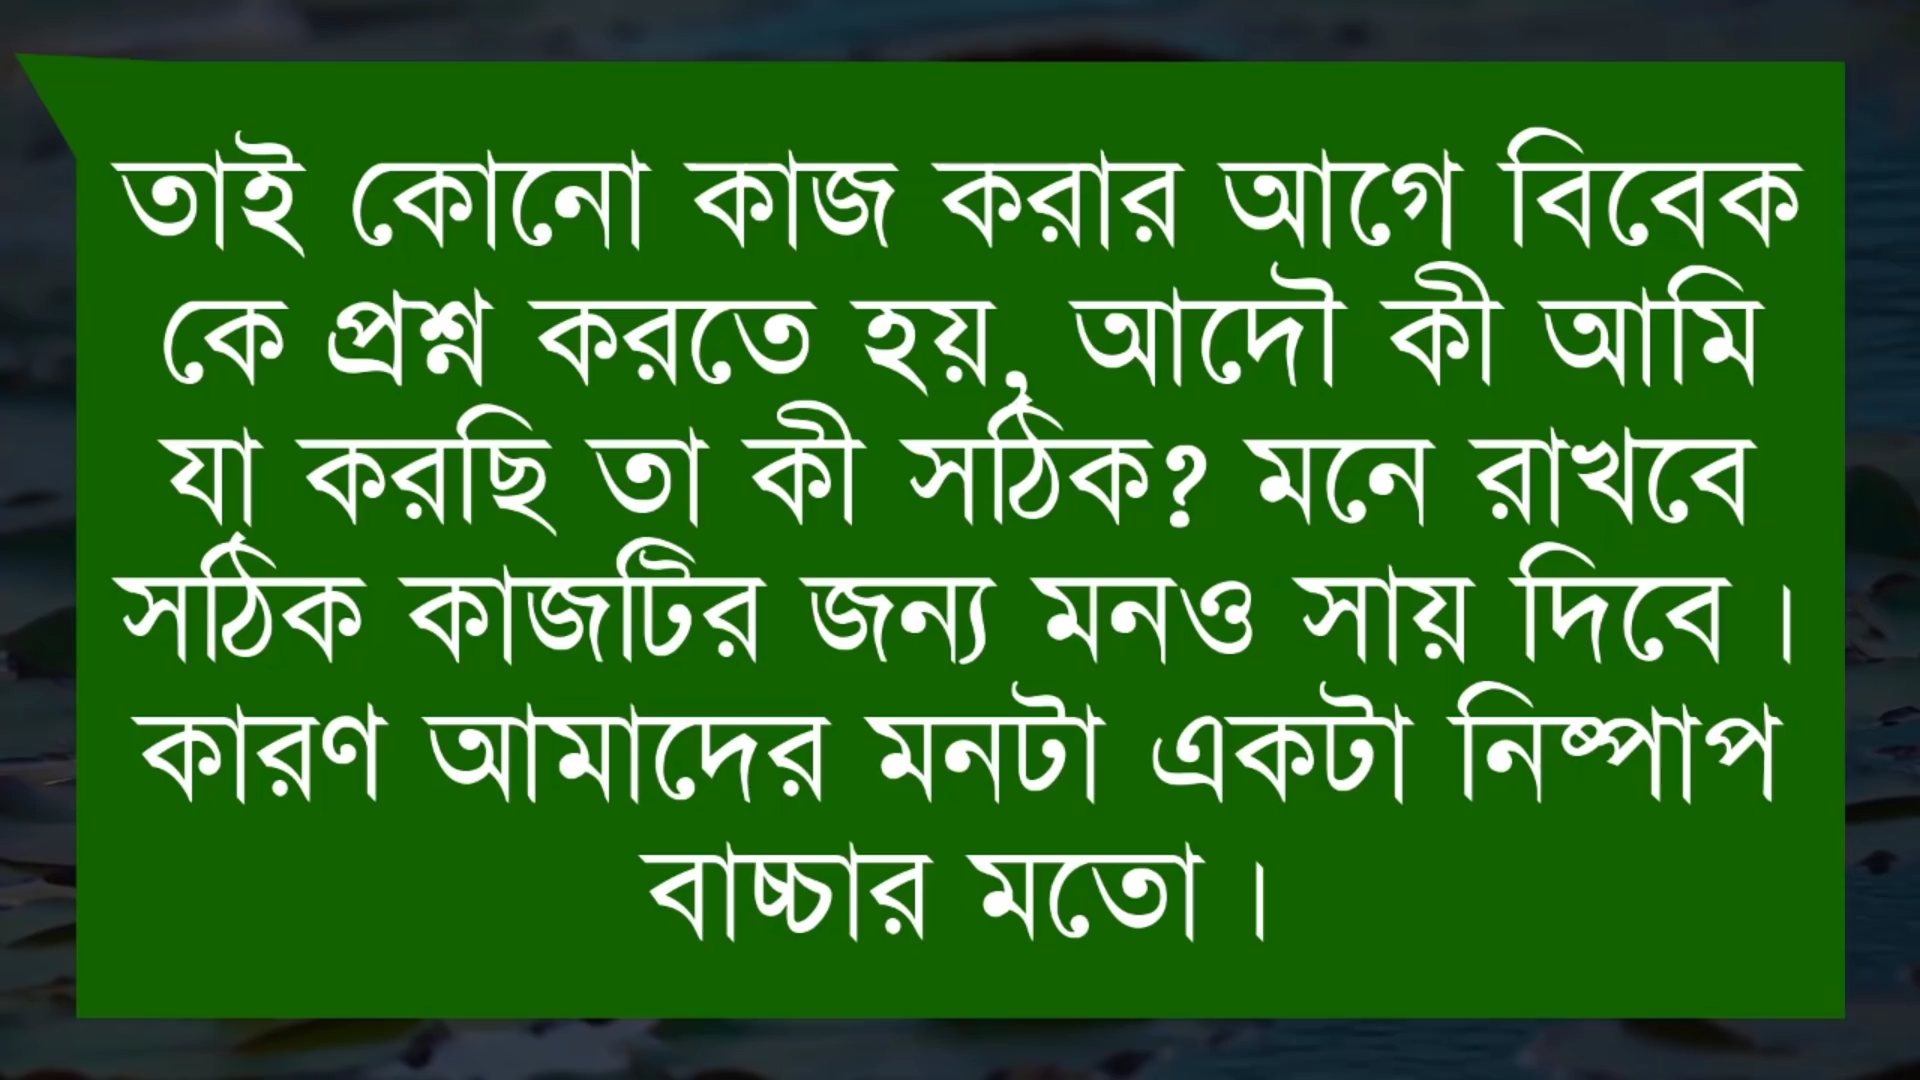 তাই কোনো কাজ করার আগে বিবেক
কে প্রশ্ন করতে হয়, আদৌ কী আমি
যা করছি তা কী সঠিক? মনে রাখবে
সঠিক কাজটির জন্য মনও সায় দিবে ।
কারণ আমাদের মনটা একটা নিষ্পাপ
বাচ্চার মতো ।